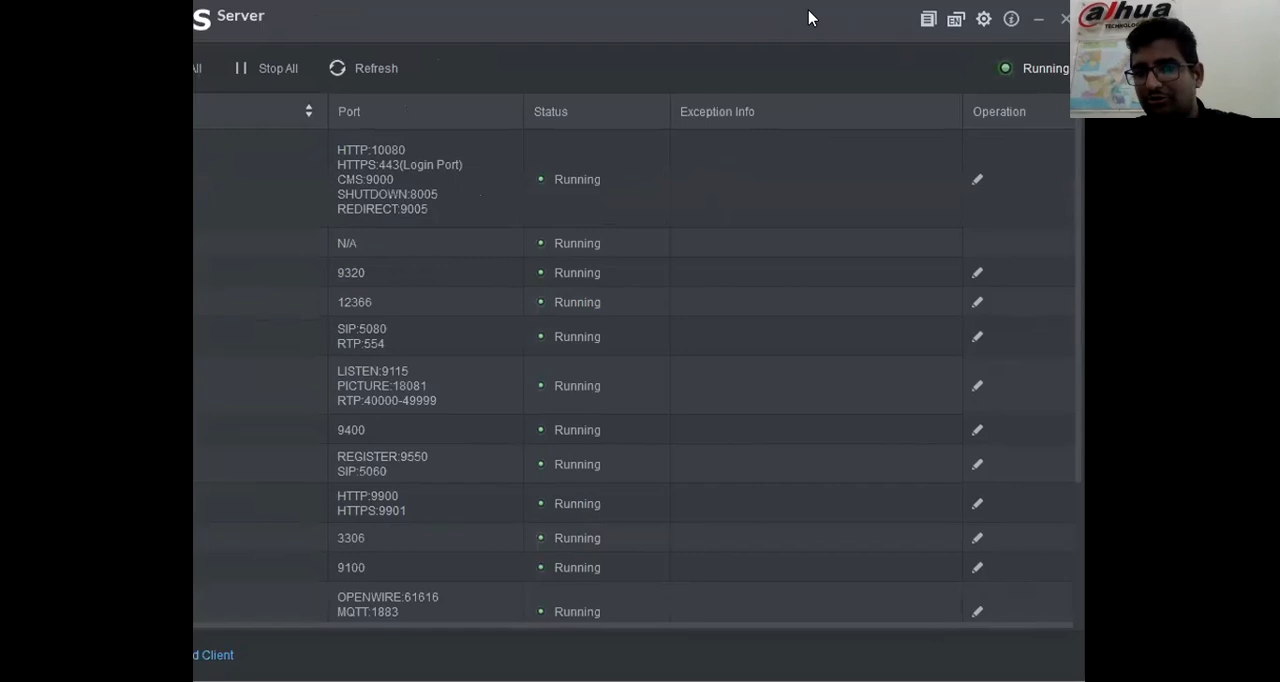 S Server
EN
alhua
TECHNOLOGY
ll
Stop All
Refresh
Running
Port
Status
Exception Info
Operation
HTTP:10080
HTTPS:443(Login Port)
CMS:9000
SHUTDOWN:8005
REDIRECT:9005
Running
N/A
Running
9320
Running
12366
Running
SIP:5080
RTP:554
Running
LISTEN:9115
PICTURE:18081
RTP:40000-49999
Running
9400
Running
REGISTER:9550
SIP:5060
Running
HTTP:9900
HTTPS:9901
Running
3306
Running
9100
Running
OPENWIRE:61616
MQTT:1883
Running
d Client